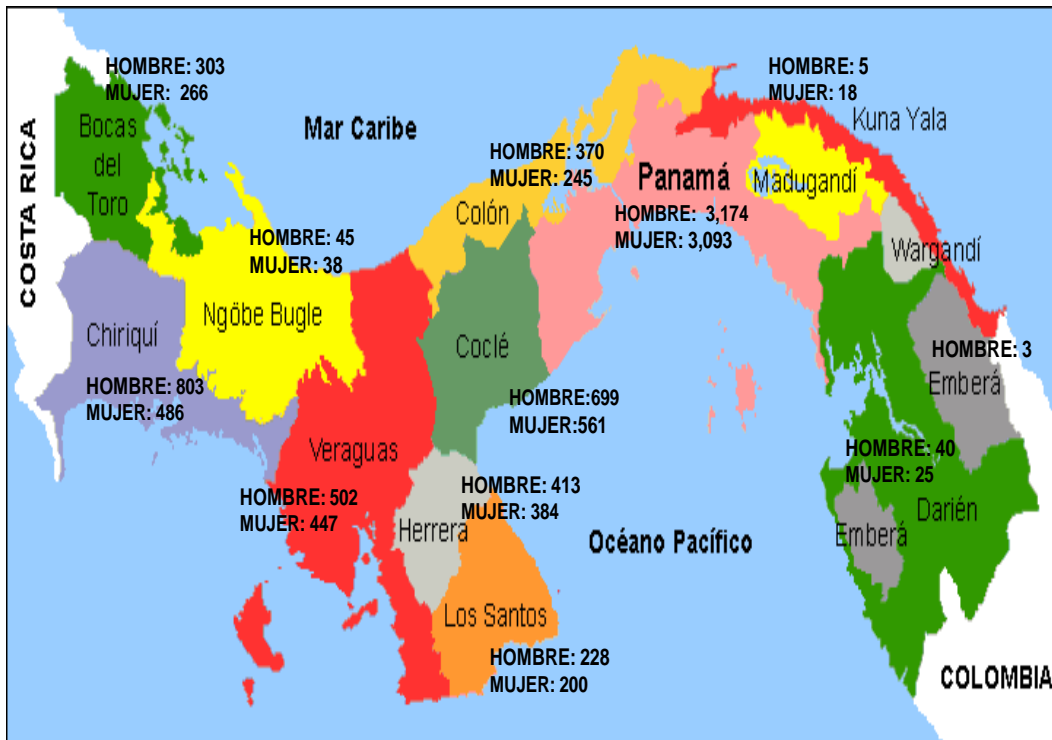 HOMBRE: 303
MUJER: 266
Bocas
del
Toro
COSTA RICA
Mar Caribe
HOMBRE: 5
MUJER: 18
Kuna Yala
HOMBRE: 370
MUJER: 245
Colón
Panamá
HOMBRE: 3,174
MUJER: 3,093
Madugandí
Wargandí
HOMBRE: 45
MUJER: 38
Ngöbe Bugle
Chiriquí
HOMBRE: 803
MUJER: 486
Coclé
HOMBRE:699
MUJER:561
HOMBRE: 3
Emberá
Veraguas
HOMBRE: 502
MUJER: 447
HOMBRE: 413
MUJER: 384
Herrera
HOMBRE: 40
MUJER: 25
Darién
Emberá
Océano Pacífico
Los Santos
HOMBRE: 228
MUJER: 200
COLOMBIA